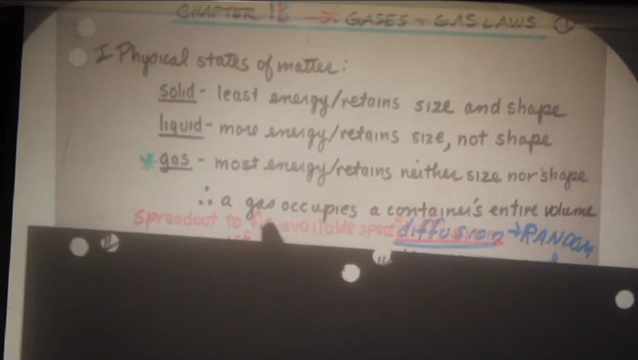 CHAPTER 1B → GASES + GAS LAWS ①
I Physical states of matter:
solid - least energy/retains size and shape
liquid - more energy/retains size, not shape
*gas - most energy/retains neither size nor shape
∴ a gas occupies a container's entire volume
Spreadout to available space diffusion → RANDOM